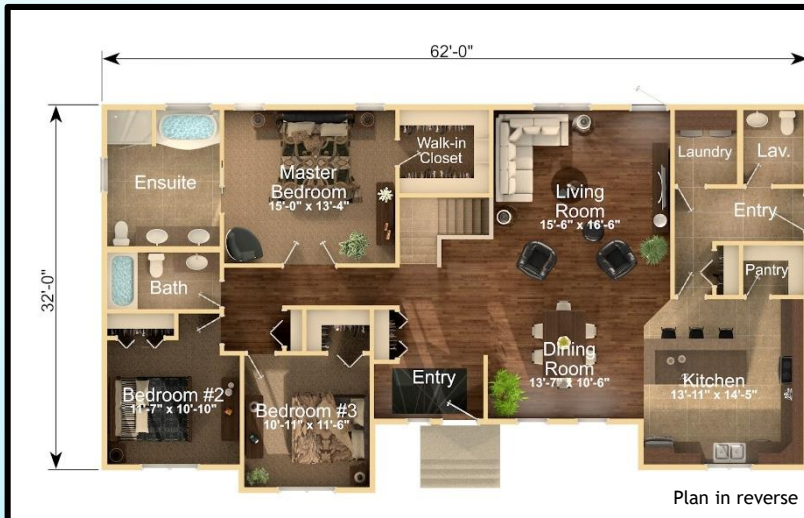 62'-0"
32'-0"
Ensuite
Master
Bedroom
15'-0" x 13'-4"
Walk-in
Closet
Living
Room
15'-6" x 16'-6"
Laundry
Lav.
Entry
Pantry
Bath
Bedroom #2
11'-7" x 10'-10"
Bedroom #3
10'-11" x 11'-6"
Entry
Dining
Room
13'-7" x 10'-6"
Kitchen
13'-11" x 14'-5"
Plan in reverse